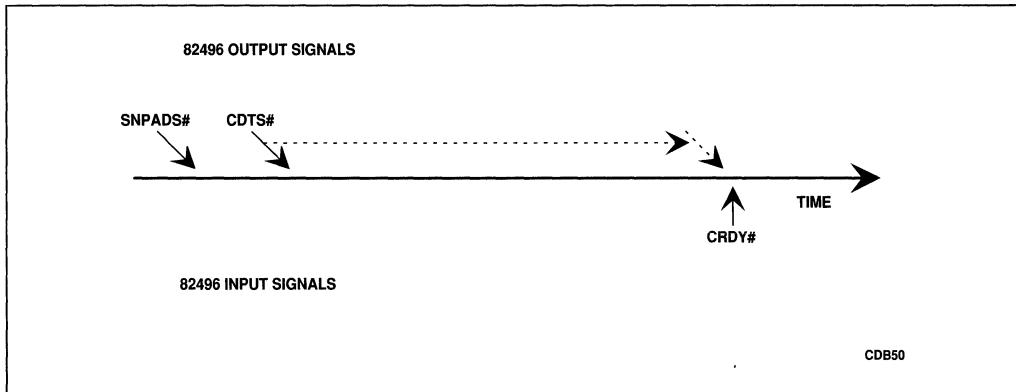 82496 OUTPUT SIGNALS
SNPADS# CDTS#
TIME
CRDY#
82496 INPUT SIGNALS
CDB50